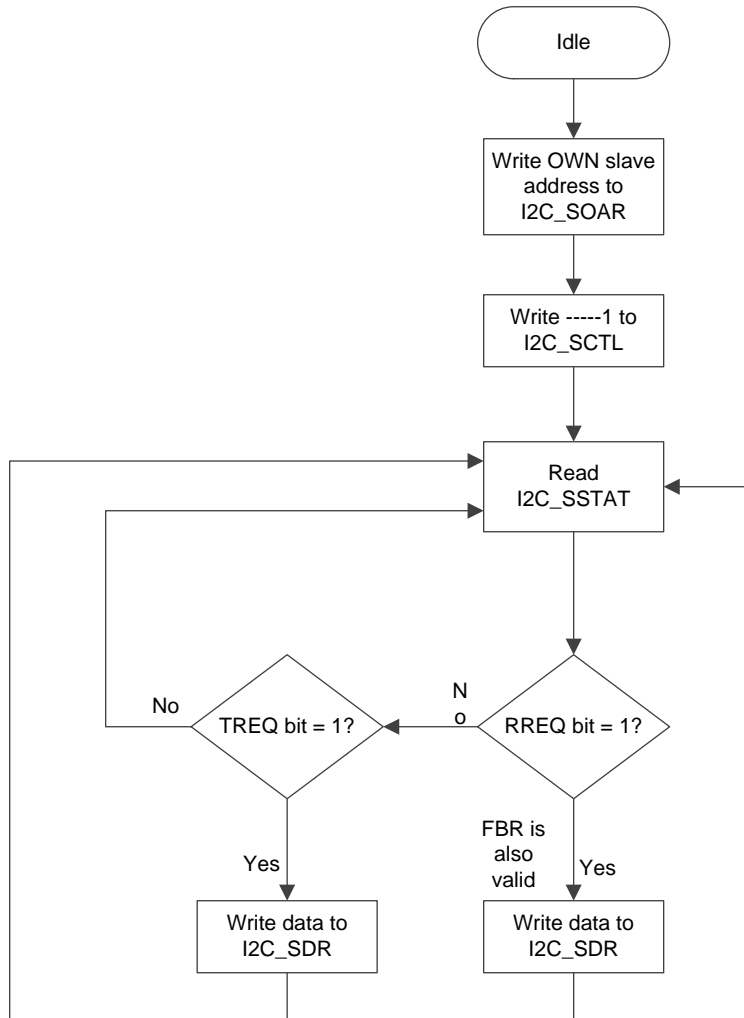 Idle
Write OWN slave
address to
I2C_SOAR
Write -----1 to
I2C_SCTL
Read
I2C_SSTAT
No
TREQ bit = 1?
N
o
RREQ bit = 1?
Yes
FBR is
also
valid
Yes
Write data to
I2C_SDR
Write data to
I2C_SDR